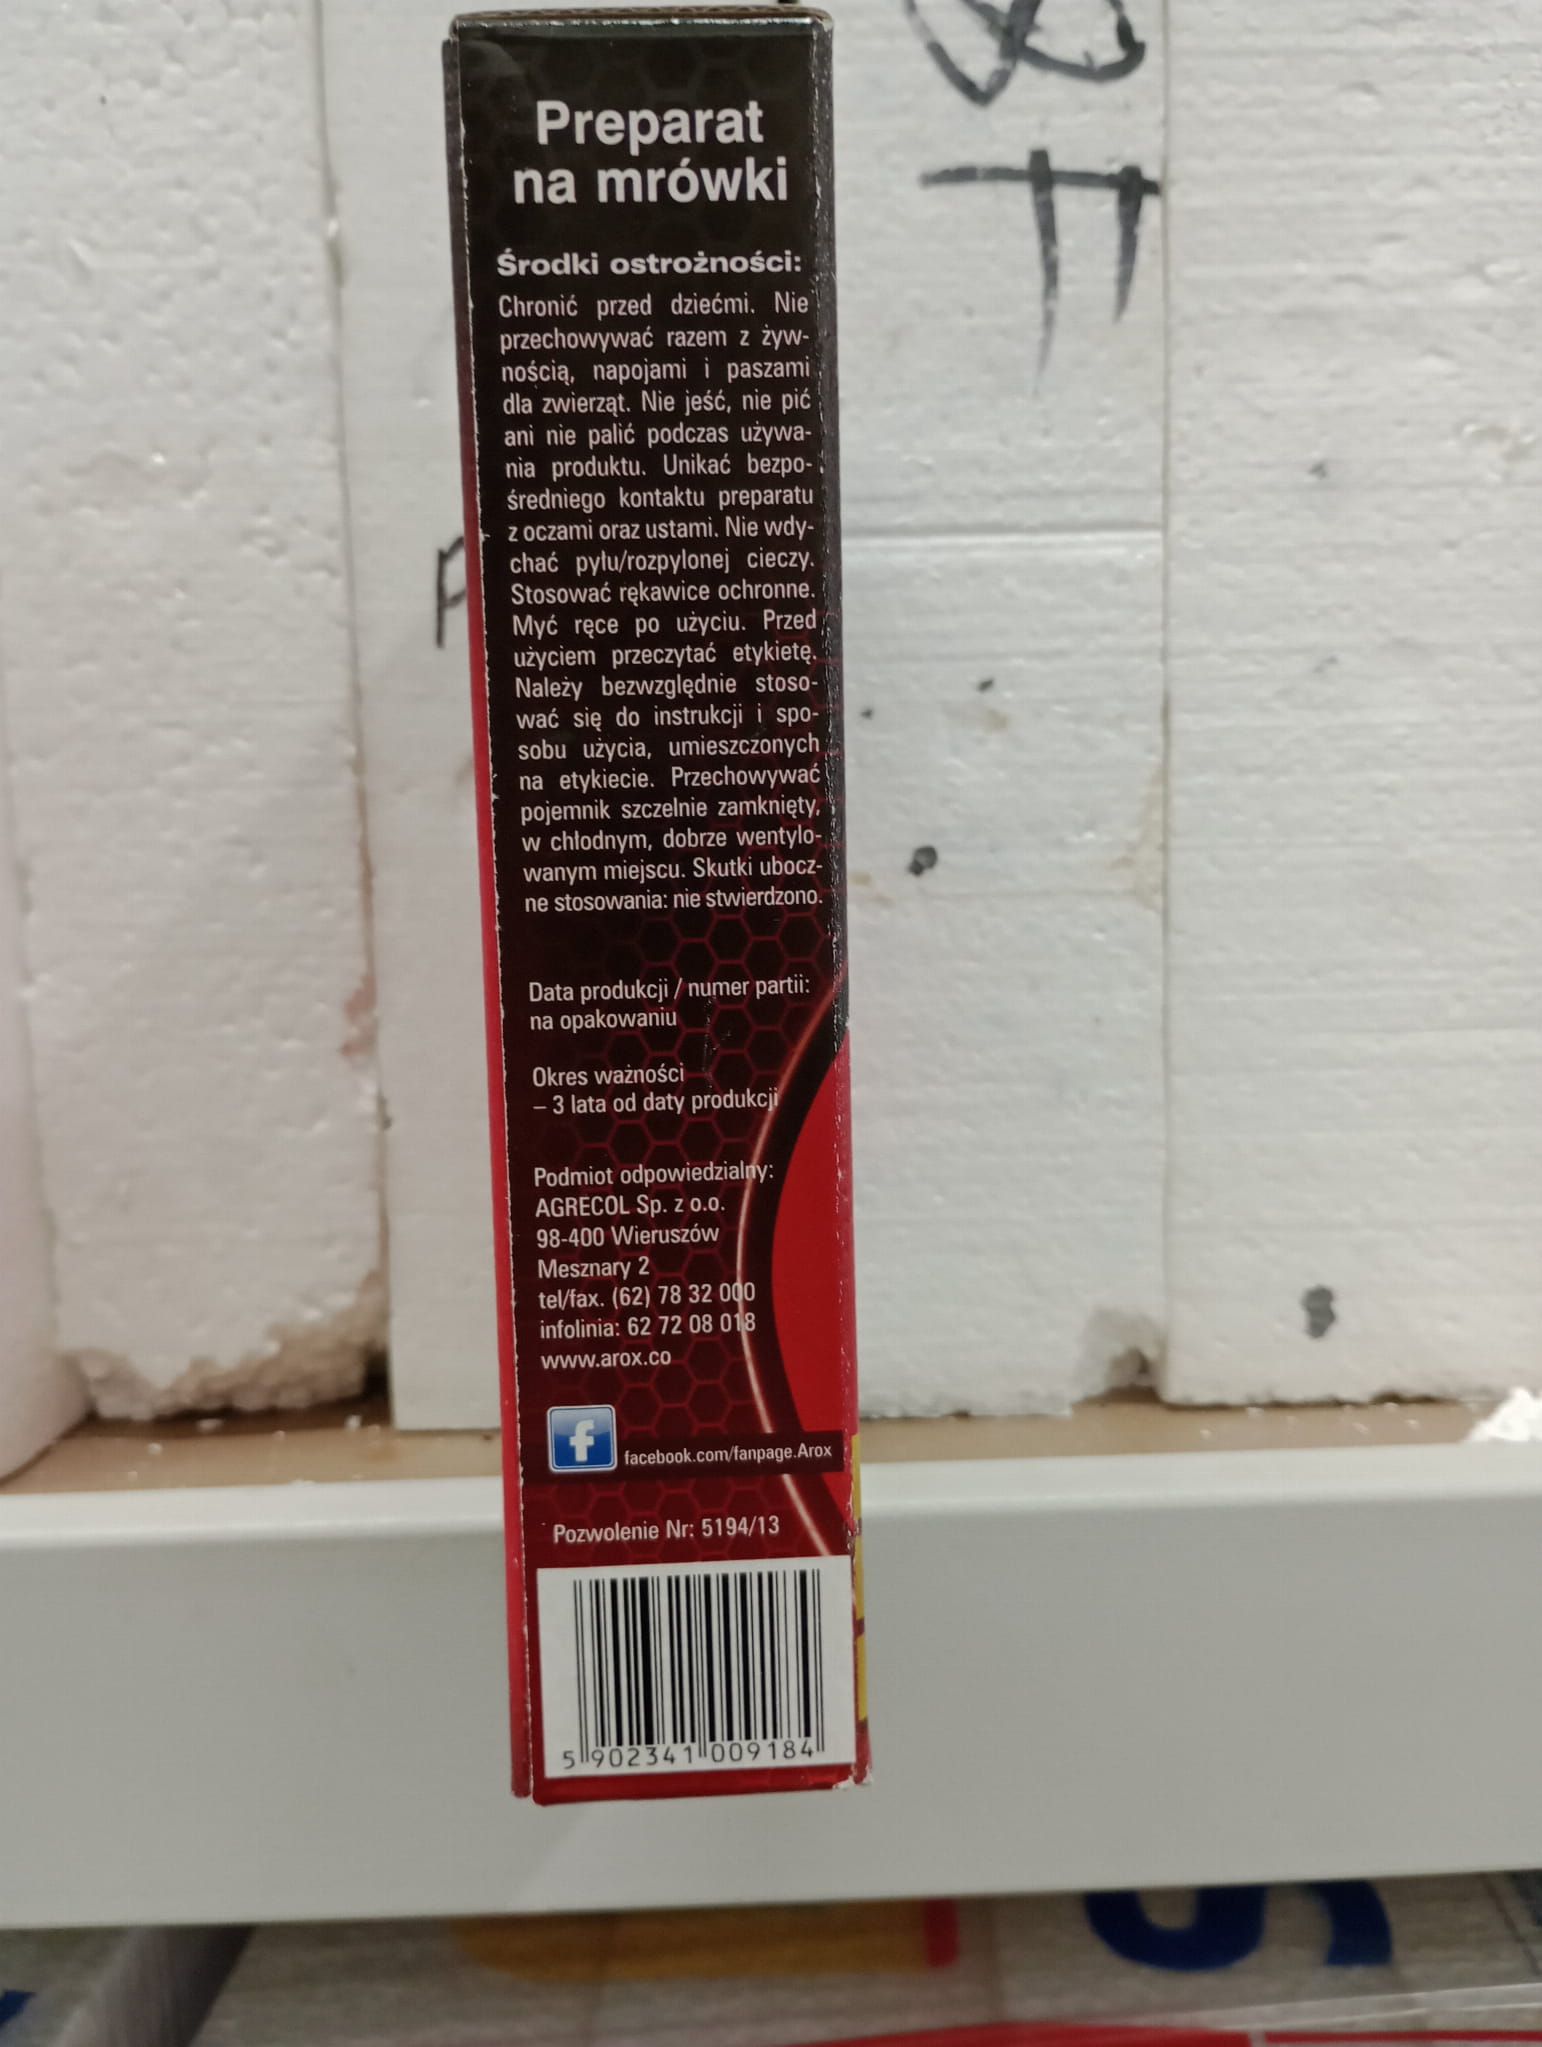 Preparat
na mrówki
Środki ostrożności:
Chronić przed dziećmi. Nie
przechowywać razem z żyw-
nością, napojami i paszami
dla zwierząt. Nie jeść, nie pić
ani nie palić podczas używa-
nia produktu. Unikać bezpo-
średniego kontaktu preparatu
z oczami oraz ustami. Nie wdy-
chać pyłu/rozpylonej cieczy.
Stosować rękawice ochronne.
Myć ręce po użyciu. Przed
użyciem przeczytać etykietę.
Należy bezwzględnie stoso-
wać się do instrukcji i spo-
sobu użycia, umieszczonych
na etykiecie. Przechowywać
pojemnik szczelnie zamknięty,
w chłodnym, dobrze wentylo-
wanym miejscu. Skutki ubocz-
ne stosowania: nie stwierdzono.
Data produkcji / numer partii:
na opakowaniu
Okres ważności
– 3 lata od daty produkcji
Podmiot odpowiedzialny:
AGRECOL Sp. z o.o.
98-400 Wieruszów
Mesznary 2
tel/fax. (62) 78 32 000
infolinia: 62 72 08 018
www.arox.co
f
facebook.com/fanpage.Arox
Pozwolenie Nr: 5194/13
5 902341 009184